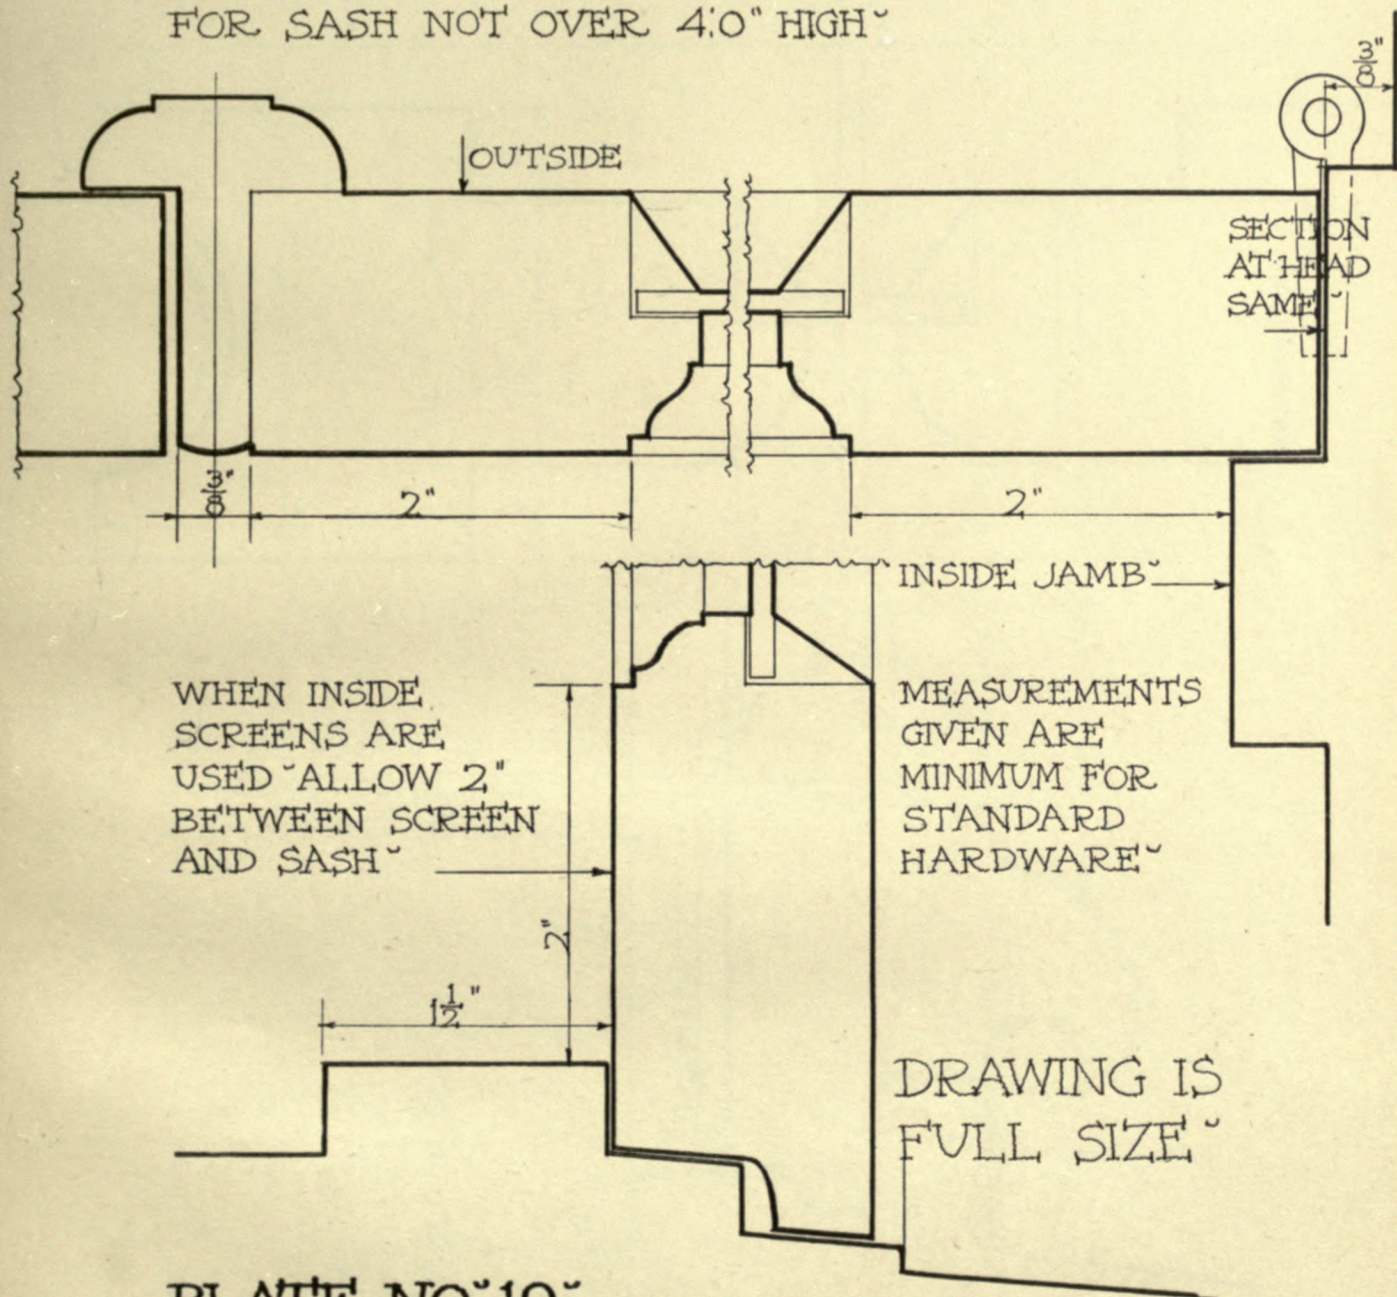 FOR SASH NOT OVER 4'.0" HIGH
3/8"
OUTSIDE
SECTION
AT HEAD
SAME
3/8"
2"
2"
INSIDE JAMB
WHEN INSIDE
SCREENS ARE
USED ALLOW 2"
BETWEEN SCREEN
AND SASH
MEASUREMENTS
GIVEN ARE
MINIMUM FOR
STANDARD
HARDWARE
2"
1 1/2"
DRAWING IS
FULL SIZE